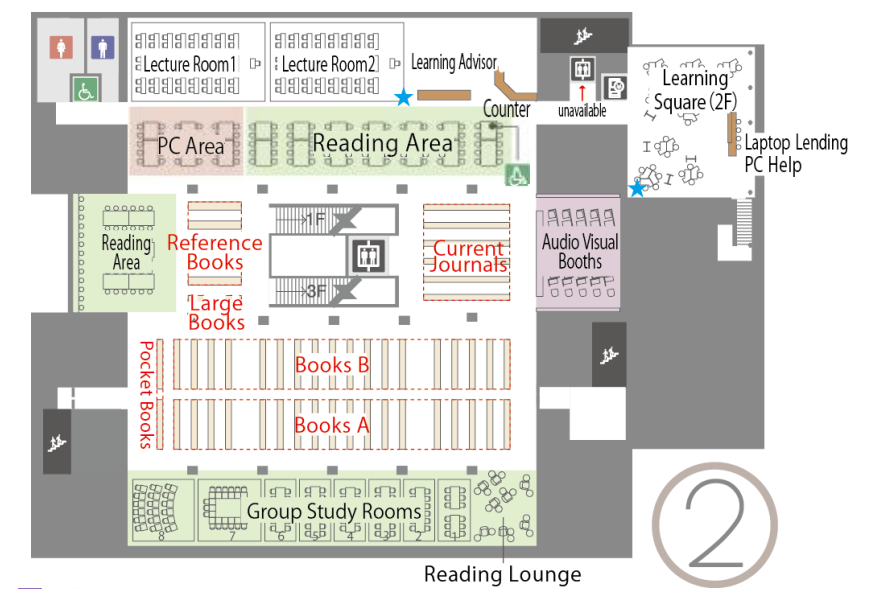 Lecture Room1
Lecture Room2
Learning Advisor
Counter
unavailable
Learning
Square (2F)
Laptop Lending
PC Help
PC Area
Reading Area
Reading
Area
Reference
Books
1F
3F
Current
Journals
Audio Visual
Booths
Large
Books
Pocket Books
Books B
Books A
Group Study Rooms
8
7
6
5
4
3
2
1
Reading Lounge
2